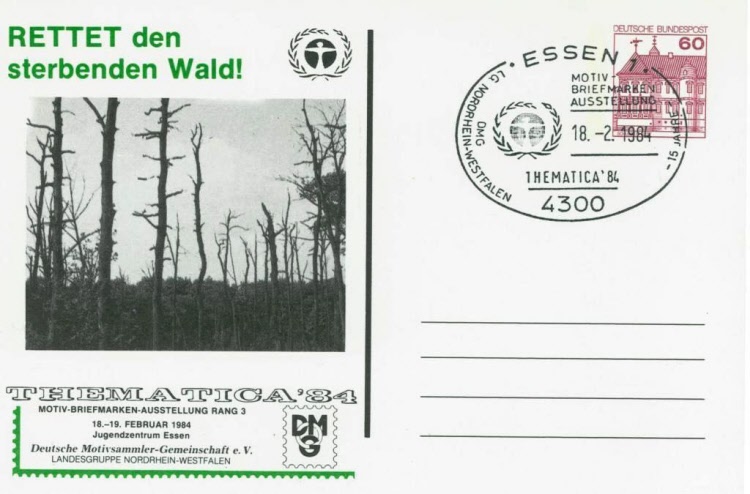 RETTET den
sterbenden Wald!
THEMATICA'84
MOTIV-BRIEFMARKEN-AUSSTELLUNG RANG 3
18.–19. FEBRUAR 1984
Jugendzentrum Essen
Deutsche Motivsammler-Gemeinschaft e. V.
LANDESGRUPPE NORDRHEIN-WESTFALEN
DMG
DEUTSCHE BUNDESPOST
60
ESSEN 1
MOTIV-
BRIEFMARKEN
AUSSTELLUNG
18.-2.1984
THEMATICA'84
4300
15 JAHRE
DMG
LG NORDRHEIN-WESTFALEN